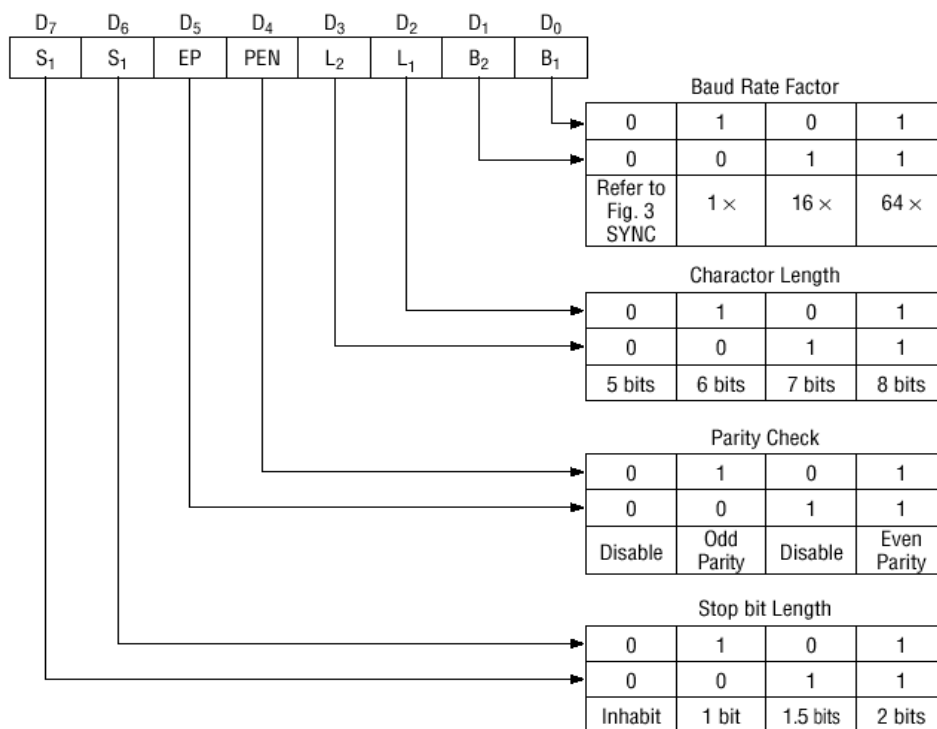 D7 D6 D5 D4 D3 D2 D1 D0
S1 S1 EP PEN L2 L1 B2 B1
Baud Rate Factor
0 1 0 1
0 0 1 1
Refer to Fig. 3 SYNC 1 × 16 × 64 ×
Charactor Length
0 1 0 1
0 0 1 1
5 bits 6 bits 7 bits 8 bits
Parity Check
0 1 0 1
0 0 1 1
Disable Odd Parity Disable Even Parity
Stop bit Length
0 1 0 1
0 0 1 1
Inhabit 1 bit 1.5 bits 2 bits